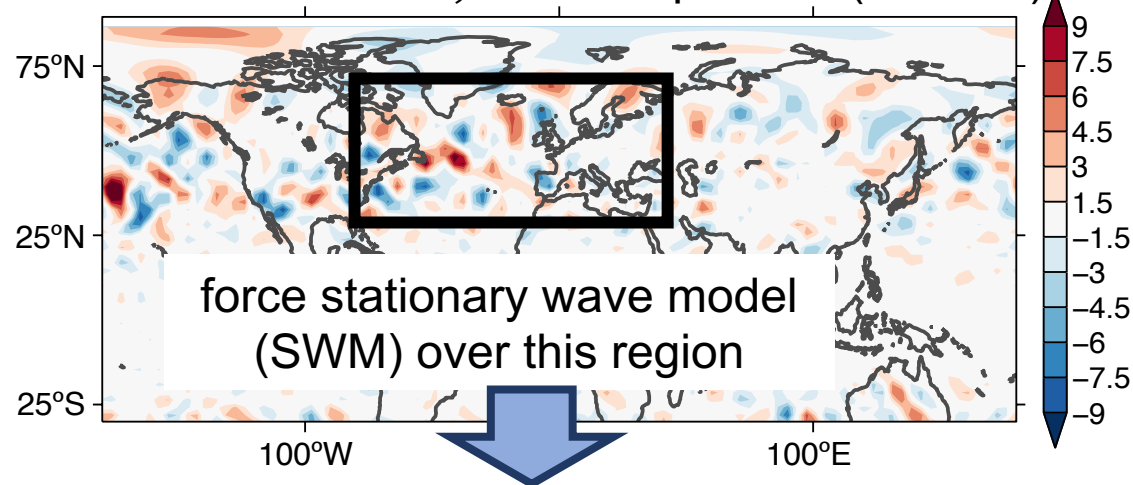 75°N
25°N
25°S
force stationary wave model
(SWM) over this region
100°W
100°E
9
7.5
6
4.5
3
1.5
−1.5
−3
−4.5
−6
−7.5
−9